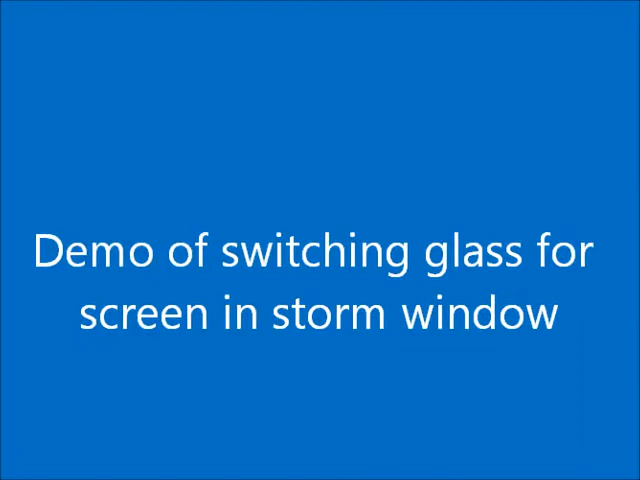 Demo of switching glass for
screen in storm window